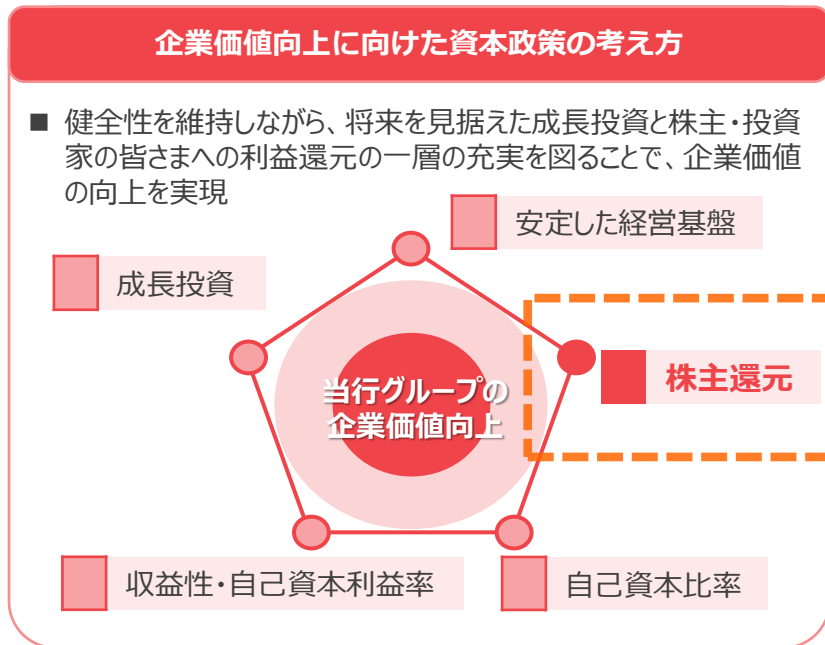 企業価値向上に向けた資本政策の考え方
■ 健全性を維持しながら、将来を見据えた成長投資と株主・投資
家の皆さまへの利益還元の一層の充実を図ることで、企業価値
の向上を実現
安定した経営基盤
成長投資
株主還元
当行グループの
企業価値向上
収益性・自己資本利益率
自己資本比率